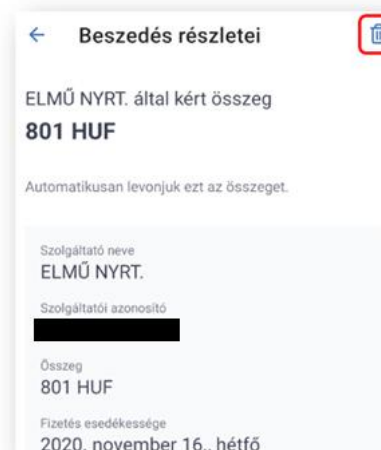 Beszedés részletei
ELMŰ NYRT. által kért összeg
801 HUF
Automatikusan levonjuk ezt az összeget.
Szolgáltató neve
ELMŰ NYRT.
Szolgáltatói azonosító
Összeg
801 HUF
Fizetés esedékessége
2020. november 16., hétfő